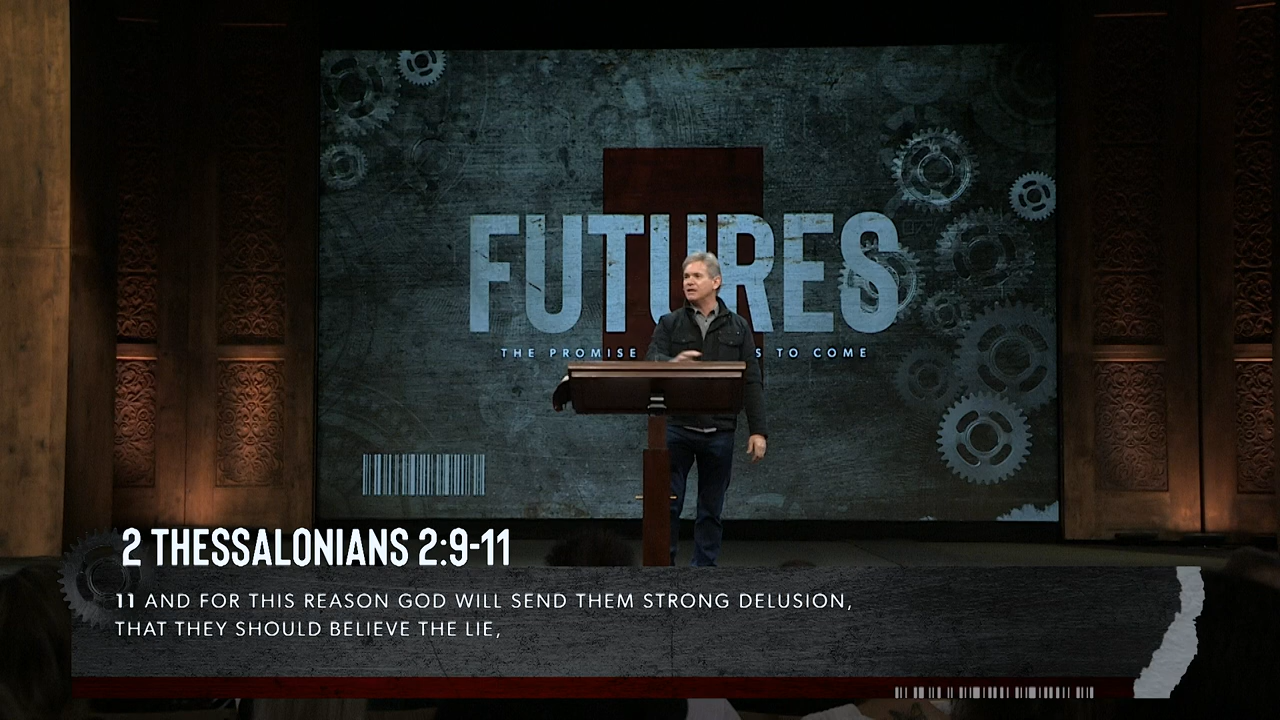 FUTURES
THE PROMISE S TO COME
2 THESSALONIANS 2:9-11
11 AND FOR THIS REASON GOD WILL SEND THEM STRONG DELUSION,
THAT THEY SHOULD BELIEVE THE LIE,